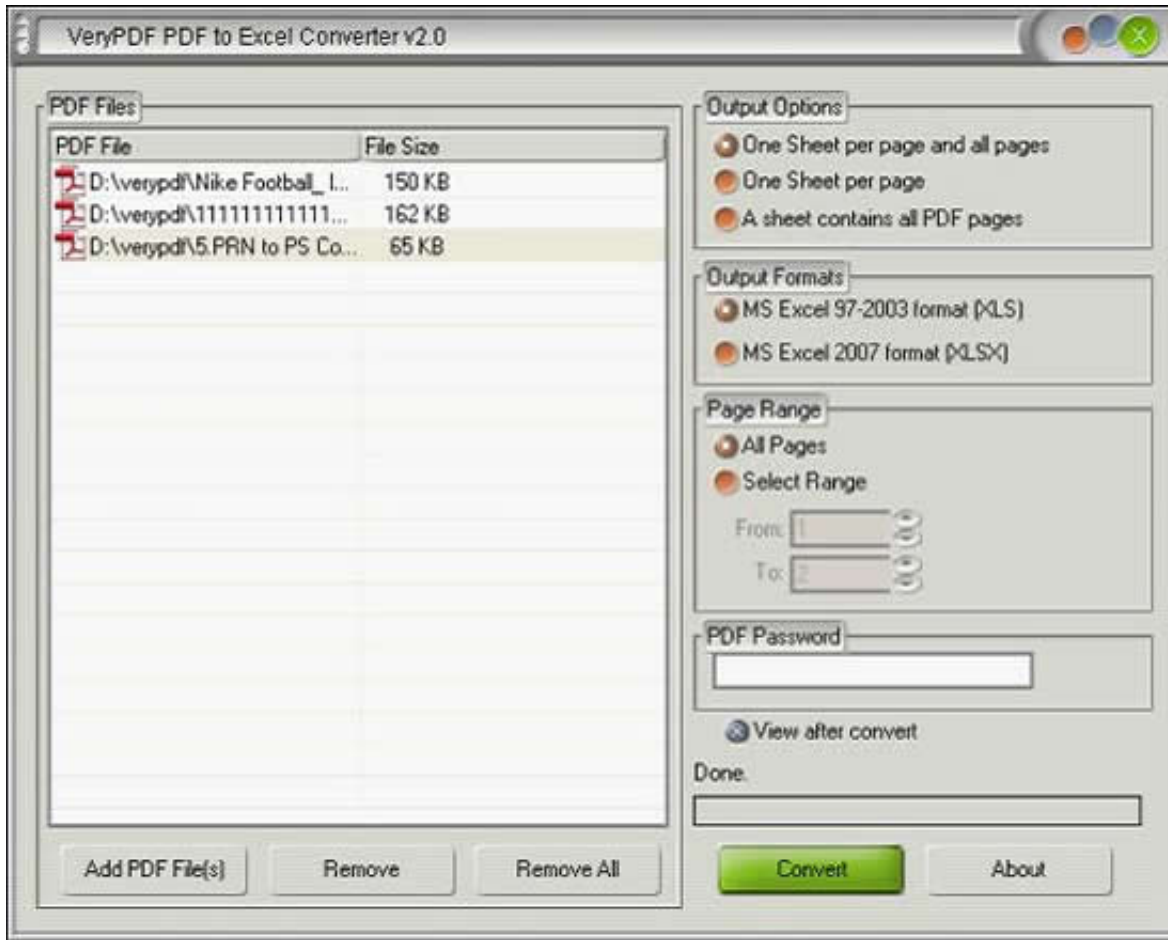 VeryPDF PDF to Excel Converter v2.0
PDF Files
PDF File File Size
D:\verypdf\Nike Football_ I... 150 KB
D:\verypdf\111111111111... 162 KB
D:\verypdf\5.PRN to PS Co... 65 KB
Add PDF File(s) Remove Remove All
Output Options
One Sheet per page and all pages
One Sheet per page
A sheet contains all PDF pages
Output Formats
MS Excel 97-2003 format (XLS)
MS Excel 2007 format (XLSX)
Page Range
All Pages
Select Range
From: 1
To: 2
PDF Password
View after convert
Done.
Convert About